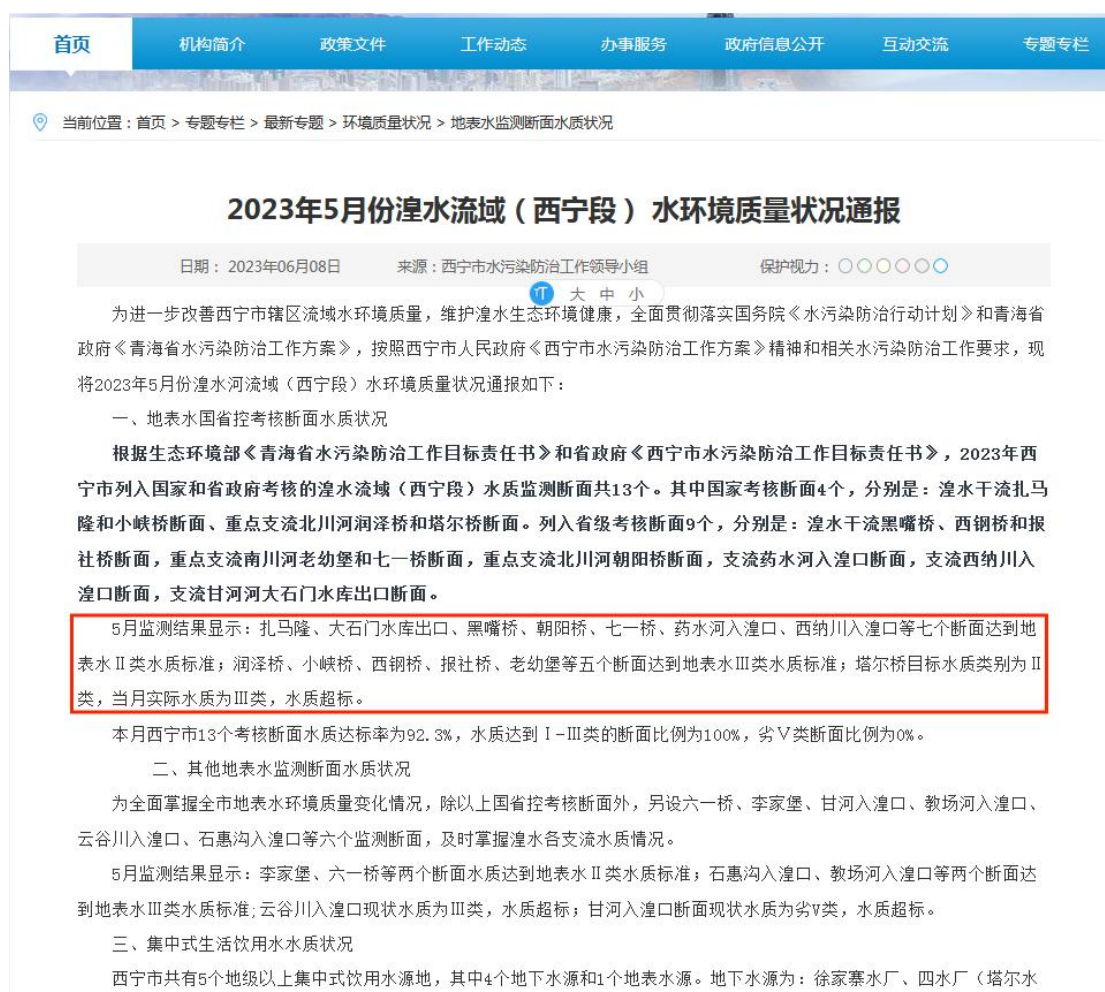 首页 机构简介 政策文件 工作动态 办事服务 政府信息公开 互动交流 专题专栏
当前位置：首页 > 专题专栏 > 最新专题 > 环境质量状况 > 地表水监测断面水质状况
2023年5月份湟水流域（西宁段） 水环境质量状况通报
日期： 2023年06月08日 来源：西宁市水污染防治工作领导小组 保护视力：
大 中 小
为进一步改善西宁市辖区流域水环境质量，维护湟水生态环境健康，全面贯彻落实国务院《水污染防治行动计划》和青海省
政府《青海省水污染防治工作方案》，按照西宁市人民政府《西宁市水污染防治工作方案》精神和相关水污染防治工作要求，现
将2023年5月份湟水河流域（西宁段）水环境质量状况通报如下：
一、地表水国省控考核断面水质状况
根据生态环境部《青海省水污染防治工作目标责任书》和省政府《西宁市水污染防治工作目标责任书》，2023年西
宁市列入国家和省政府考核的湟水流域（西宁段）水质监测断面共13个。其中国家考核断面4个，分别是：湟水干流扎马
隆和小峡桥断面、重点支流北川河润泽桥和塔尔桥断面。列入省级考核断面9个，分别是：湟水干流黑嘴桥、西钢桥和报
社桥断面，重点支流南川河老幼堡和七一桥断面，重点支流北川河朝阳桥断面，支流药水河入湟口断面，支流西纳川入
湟口断面，支流甘河河大石门水库出口断面。
5月监测结果显示：扎马隆、大石门水库出口、黑嘴桥、朝阳桥、七一桥、药水河入湟口、西纳川入湟口等七个断面达到地
表水Ⅱ类水质标准；润泽桥、小峡桥、西钢桥、报社桥、老幼堡等五个断面达到地表水Ⅲ类水质标准；塔尔桥目标水质类别为Ⅱ
类，当月实际水质为Ⅲ类，水质超标。
本月西宁市13个考核断面水质达标率为92.3%，水质达到Ⅰ-Ⅲ类的断面比例为100%，劣Ⅴ类断面比例为0%。
二、其他地表水监测断面水质状况
为全面掌握全市地表水环境质量变化情况，除以上国省控考核断面外，另设六一桥、李家堡、甘河入湟口、教场河入湟口、
云谷川入湟口、石惠沟入湟口等六个监测断面，及时掌握湟水各支流水质情况。
5月监测结果显示：李家堡、六一桥等两个断面水质达到地表水Ⅱ类水质标准；石惠沟入湟口、教场河入湟口等两个断面达
到地表水Ⅲ类水质标准;云谷川入湟口现状水质为Ⅲ类，水质超标；甘河入湟口断面现状水质为劣V类，水质超标。
三、集中式生活饮用水水质状况
西宁市共有5个地级以上集中式饮用水源地，其中4个地下水源和1个地表水源。地下水源为：徐家寨水厂、四水厂（塔尔水